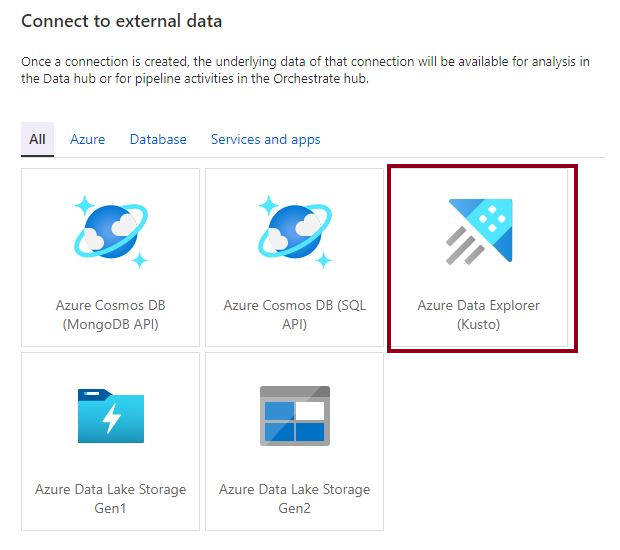 Connect to external data
Once a connection is created, the underlying data of that connection will be available for analysis in
the Data hub or for pipeline activities in the Orchestrate hub.
All
Azure
Database
Services and apps
Azure Cosmos DB
(MongoDB API)
Azure Cosmos DB (SQL
API)
Azure Data Explorer
(Kusto)
Azure Data Lake Storage
Gen1
Azure Data Lake Storage
Gen2